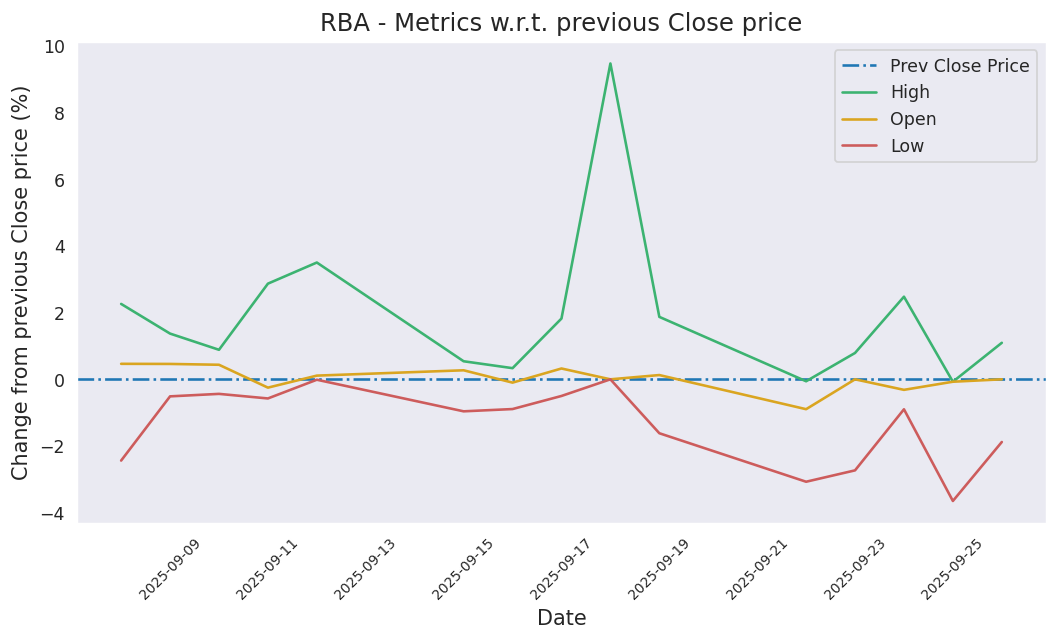 RBA - Metrics w.r.t. previous Close price
Change from previous Close price (%)
10
8
6
4
2
0
−2
−4
Prev Close Price
High
Open
Low
2025-09-09
2025-09-11
2025-09-13
2025-09-15
2025-09-17
2025-09-19
2025-09-21
2025-09-23
2025-09-25
Date